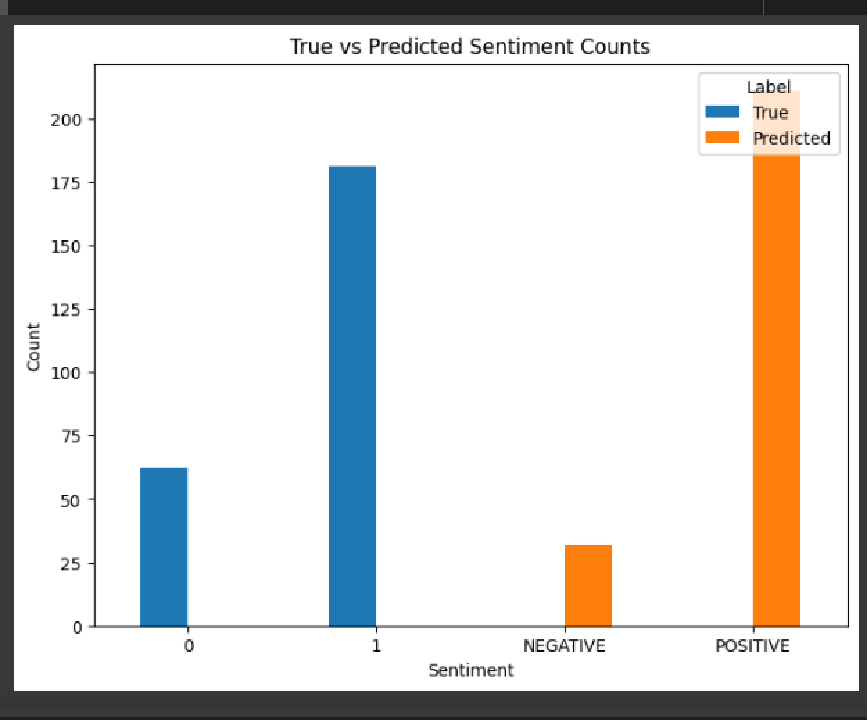 True vs Predicted Sentiment Counts
Label
True
Predicted
200
175
150
125
100
75
50
25
0
Count
0 1 NEGATIVE POSITIVE
Sentiment